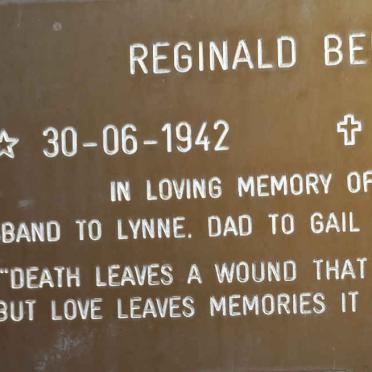 REGINALD BE
☆ 30-06-1942 ✝
IN LOVING MEMORY OF
SBAND TO LYNNE. DAD TO GAIL
"DEATH LEAVES A WOUND THAT
BUT LOVE LEAVES MEMORIES IT